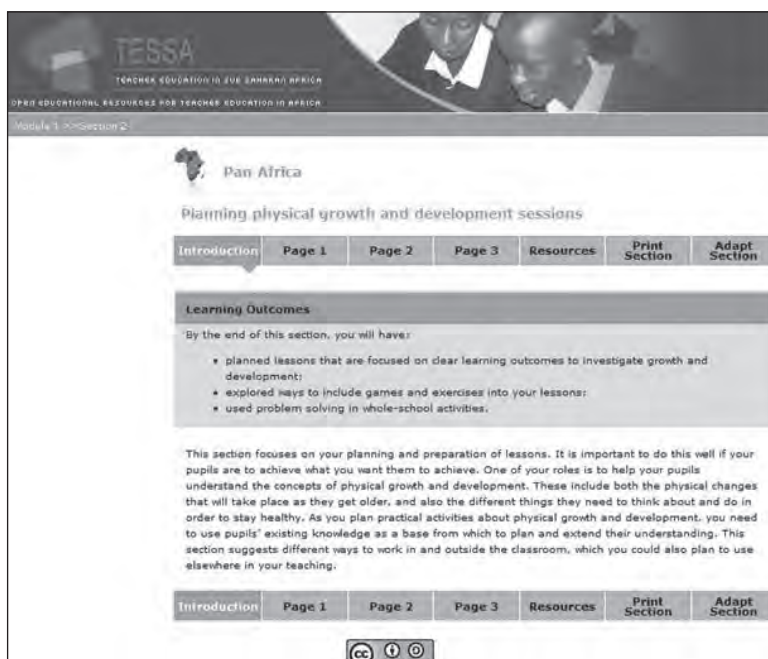 TESSA
TEACHER EDUCATION IN SUB SAHARAN AFRICA
OPEN EDUCATIONAL RESOURCES FOR TEACHER EDUCATION IN AFRICA
Module 1 >> Section 2
Pan Africa
Planning physical growth and development sessions
Introduction Page 1 Page 2 Page 3 Resources Print Section Adapt Section
Learning Outcomes
By the end of this section, you will have:
• planned lessons that are focused on clear learning outcomes to investigate growth and
development;
• explored ways to include games and exercises into your lessons;
• used problem solving in whole-school activities.
This section focuses on your planning and preparation of lessons. It is important to do this well if your
pupils are to achieve what you want them to achieve. One of your roles is to help your pupils
understand the concepts of physical growth and development. These include both the physical changes
that will take place as they get older, and also the different things they need to think about and do in
order to stay healthy. As you plan practical activities about physical growth and development, you need
to use pupils' existing knowledge as a base from which to plan and extend their understanding. This
section suggests different ways to work in and outside the classroom, which you could also plan to use
elsewhere in your teaching.
Introduction Page 1 Page 2 Page 3 Resources Print Section Adapt Section
cc